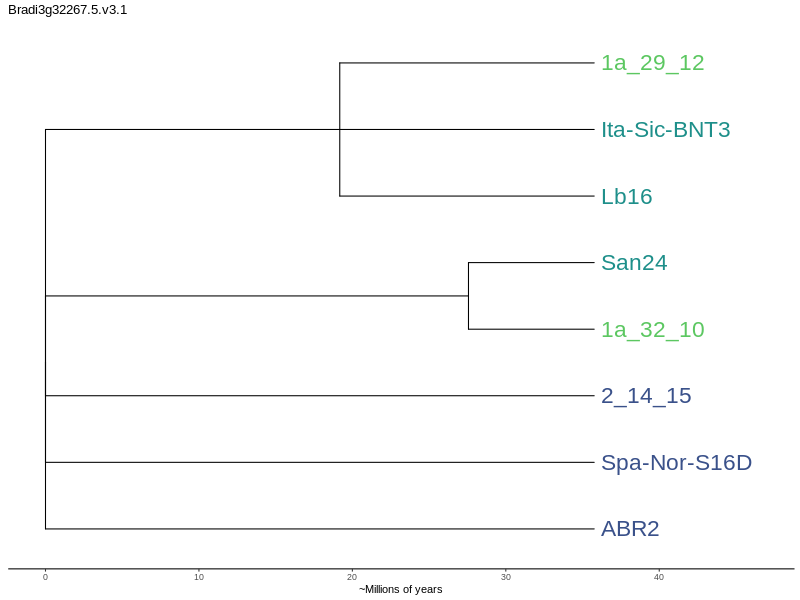 Bradi3g32267.5.v3.1
1a_29_12
Ita-Sic-BNT3
Lb16
San24
1a_32_10
2_14_15
Spa-Nor-S16D
ABR2
0 10 20 30 40
~Millions of years